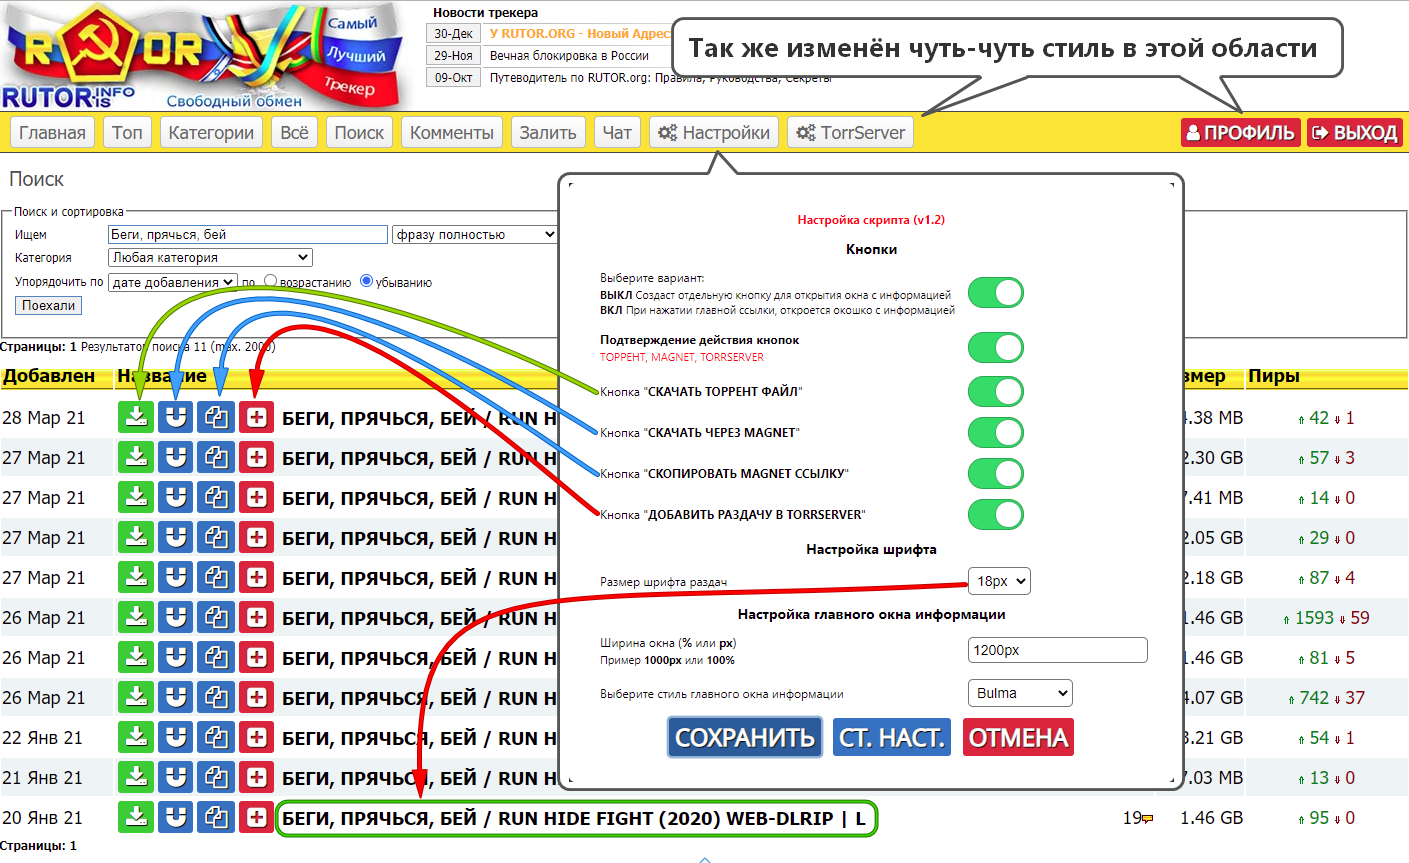 Самый
Лучший
Трекер
R OR
RUTOR.INFO
.IS
Свободный обмен
Новости трекера
30-Дек У RUTOR.ORG - Новый Адрес
29-Ноя Вечная блокировка в России
09-Окт Путеводитель по RUTOR.org: Правила, Руководства, Секреты
Так же изменён чуть-чуть стиль в этой области
Главная Топ Категории Всё Поиск Комменты Залить Чат Настройки TorrServer ПРОФИЛЬ ВЫХОД
Поиск
Поиск и сортировка
Ищем Беги, прячься, бей фразу полностью
Категория Любая категория
Упорядочить по дате добавления по возрастанию убыванию
Поехали
Страницы: 1 Результатов поиска 11 (max. 2000)
Добавлен Название змер Пиры
28 Мар 21 БЕГИ, ПРЯЧЬСЯ, БЕЙ / RUN H 4.38 MB 42 1
27 Мар 21 БЕГИ, ПРЯЧЬСЯ, БЕЙ / RUN H 2.30 GB 57 3
27 Мар 21 БЕГИ, ПРЯЧЬСЯ, БЕЙ / RUN H 7.41 MB 14 0
27 Мар 21 БЕГИ, ПРЯЧЬСЯ, БЕЙ / RUN H 2.05 GB 29 0
27 Мар 21 БЕГИ, ПРЯЧЬСЯ, БЕЙ / RUN H 2.18 GB 87 4
26 Мар 21 БЕГИ, ПРЯЧЬСЯ, БЕЙ / RUN H 1.46 GB 1593 59
26 Мар 21 БЕГИ, ПРЯЧЬСЯ, БЕЙ / RUN H 1.46 GB 81 5
26 Мар 21 БЕГИ, ПРЯЧЬСЯ, БЕЙ / RUN H 4.07 GB 742 37
22 Янв 21 БЕГИ, ПРЯЧЬСЯ, БЕЙ / RUN H 3.21 GB 54 1
21 Янв 21 БЕГИ, ПРЯЧЬСЯ, БЕЙ / RUN H 7.03 MB 13 0
20 Янв 21 БЕГИ, ПРЯЧЬСЯ, БЕЙ / RUN HIDE FIGHT (2020) WEB-DLRIP | L 19 1.46 GB 95 0
Страницы: 1
Настройка скрипта (v1.2)
Кнопки
Выберите вариант:
ВЫКЛ Создаст отдельную кнопку для открытия окна с информацией
ВКЛ При нажатии главной ссылки, откроется окошко с информацией
Подтверждение действия кнопок
ТОРРЕНТ, MAGNET, TORRSERVER
Кнопка "СКАЧАТЬ ТОРРЕНТ ФАЙЛ"
Кнопка "СКАЧАТЬ ЧЕРЕЗ MAGNET"
Кнопка "СКОПИРОВАТЬ MAGNET ССЫЛКУ"
Кнопка "ДОБАВИТЬ РАЗДАЧУ В TORRSERVER"
Настройка шрифта
Размер шрифта раздач 18px
Настройка главного окна информации
Ширина окна (% или px)
Пример 1000px или 100%
1200px
Выберите стиль главного окна информации Bulma
СОХРАНИТЬ СТ. НАСТ. ОТМЕНА